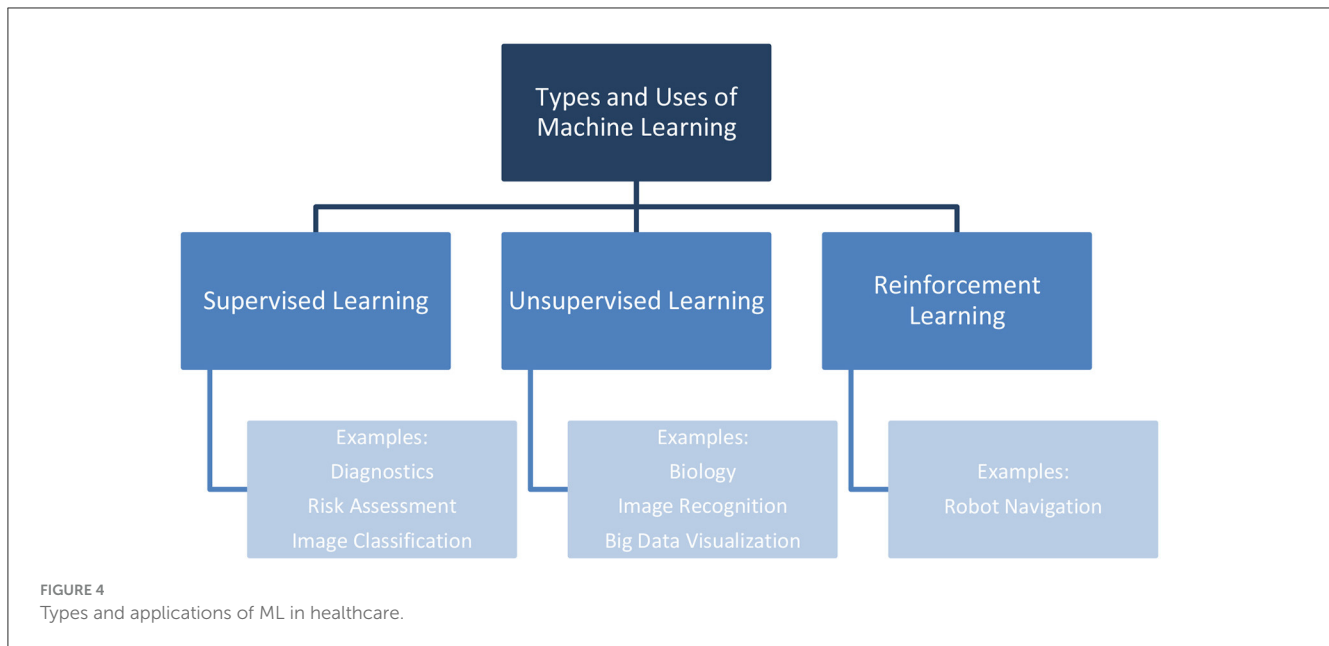 Types and Uses of
Machine Learning
Supervised Learning
Unsupervised Learning
Reinforcement
Learning
Examples:
Diagnostics
Risk Assessment
Image Classification
Examples:
Biology
Image Recognition
Big Data Visualization
Examples:
Robot Navigation
FIGURE 4
Types and applications of ML in healthcare.